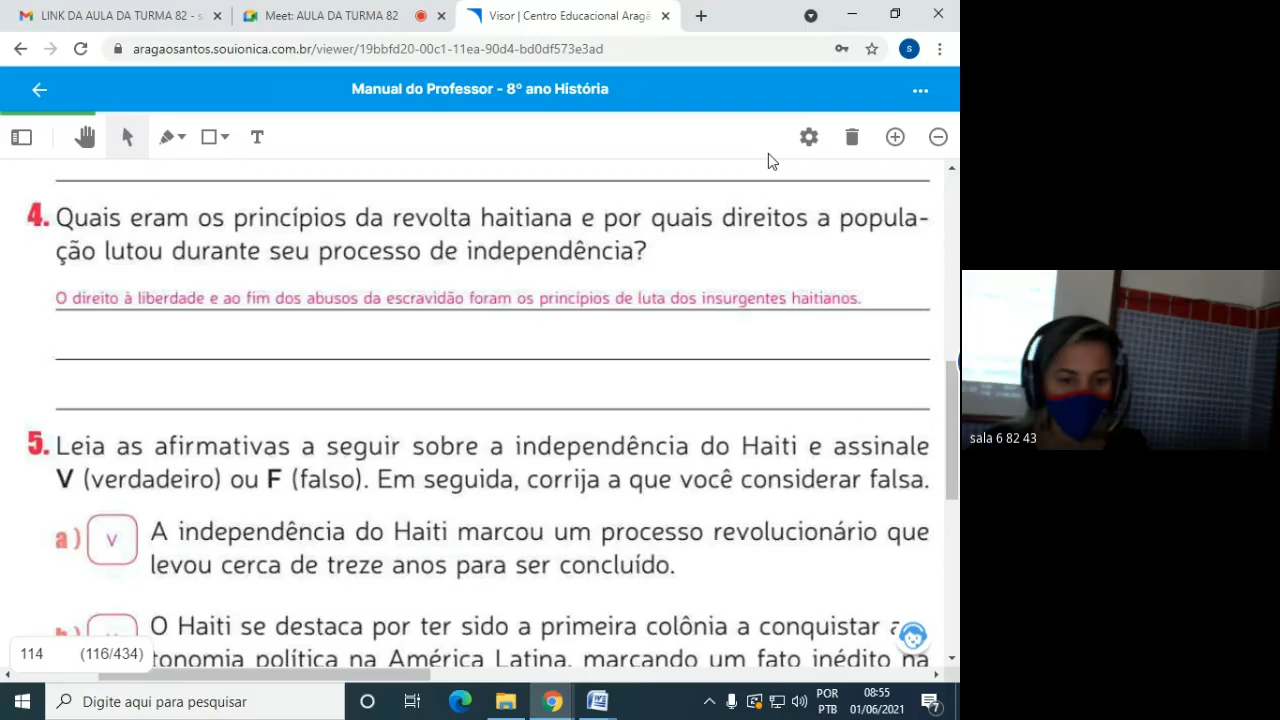 LINK DA AULA DA TURMA 82 - s
Meet: AULA DA TURMA 82
Visor | Centro Educacional Aragã
aragaosantos.souionica.com.br/viewer/19bbfd20-00c1-11ea-90d4-bd0df573e3ad
s
Manual do Professor - 8º ano História
T
4. Quais eram os princípios da revolta haitiana e por quais direitos a popula-
ção lutou durante seu processo de independência?
O direito à liberdade e ao fim dos abusos da escravidão foram os princípios de luta dos insurgentes haitianos.
5. Leia as afirmativas a seguir sobre a independência do Haiti e assinale
V (verdadeiro) ou F (falso). Em seguida, corrija a que você considerar falsa.
a) V A independência do Haiti marcou um processo revolucionário que
levou cerca de treze anos para ser concluído.
b) O Haiti se destaca por ter sido a primeira colônia a conquistar
tonomia política na América Latina, marcando um fato inédito na
114 (116/434)
sala 6 82 43
Digite aqui para pesquisar
POR
PTB
08:55
01/06/2021
7